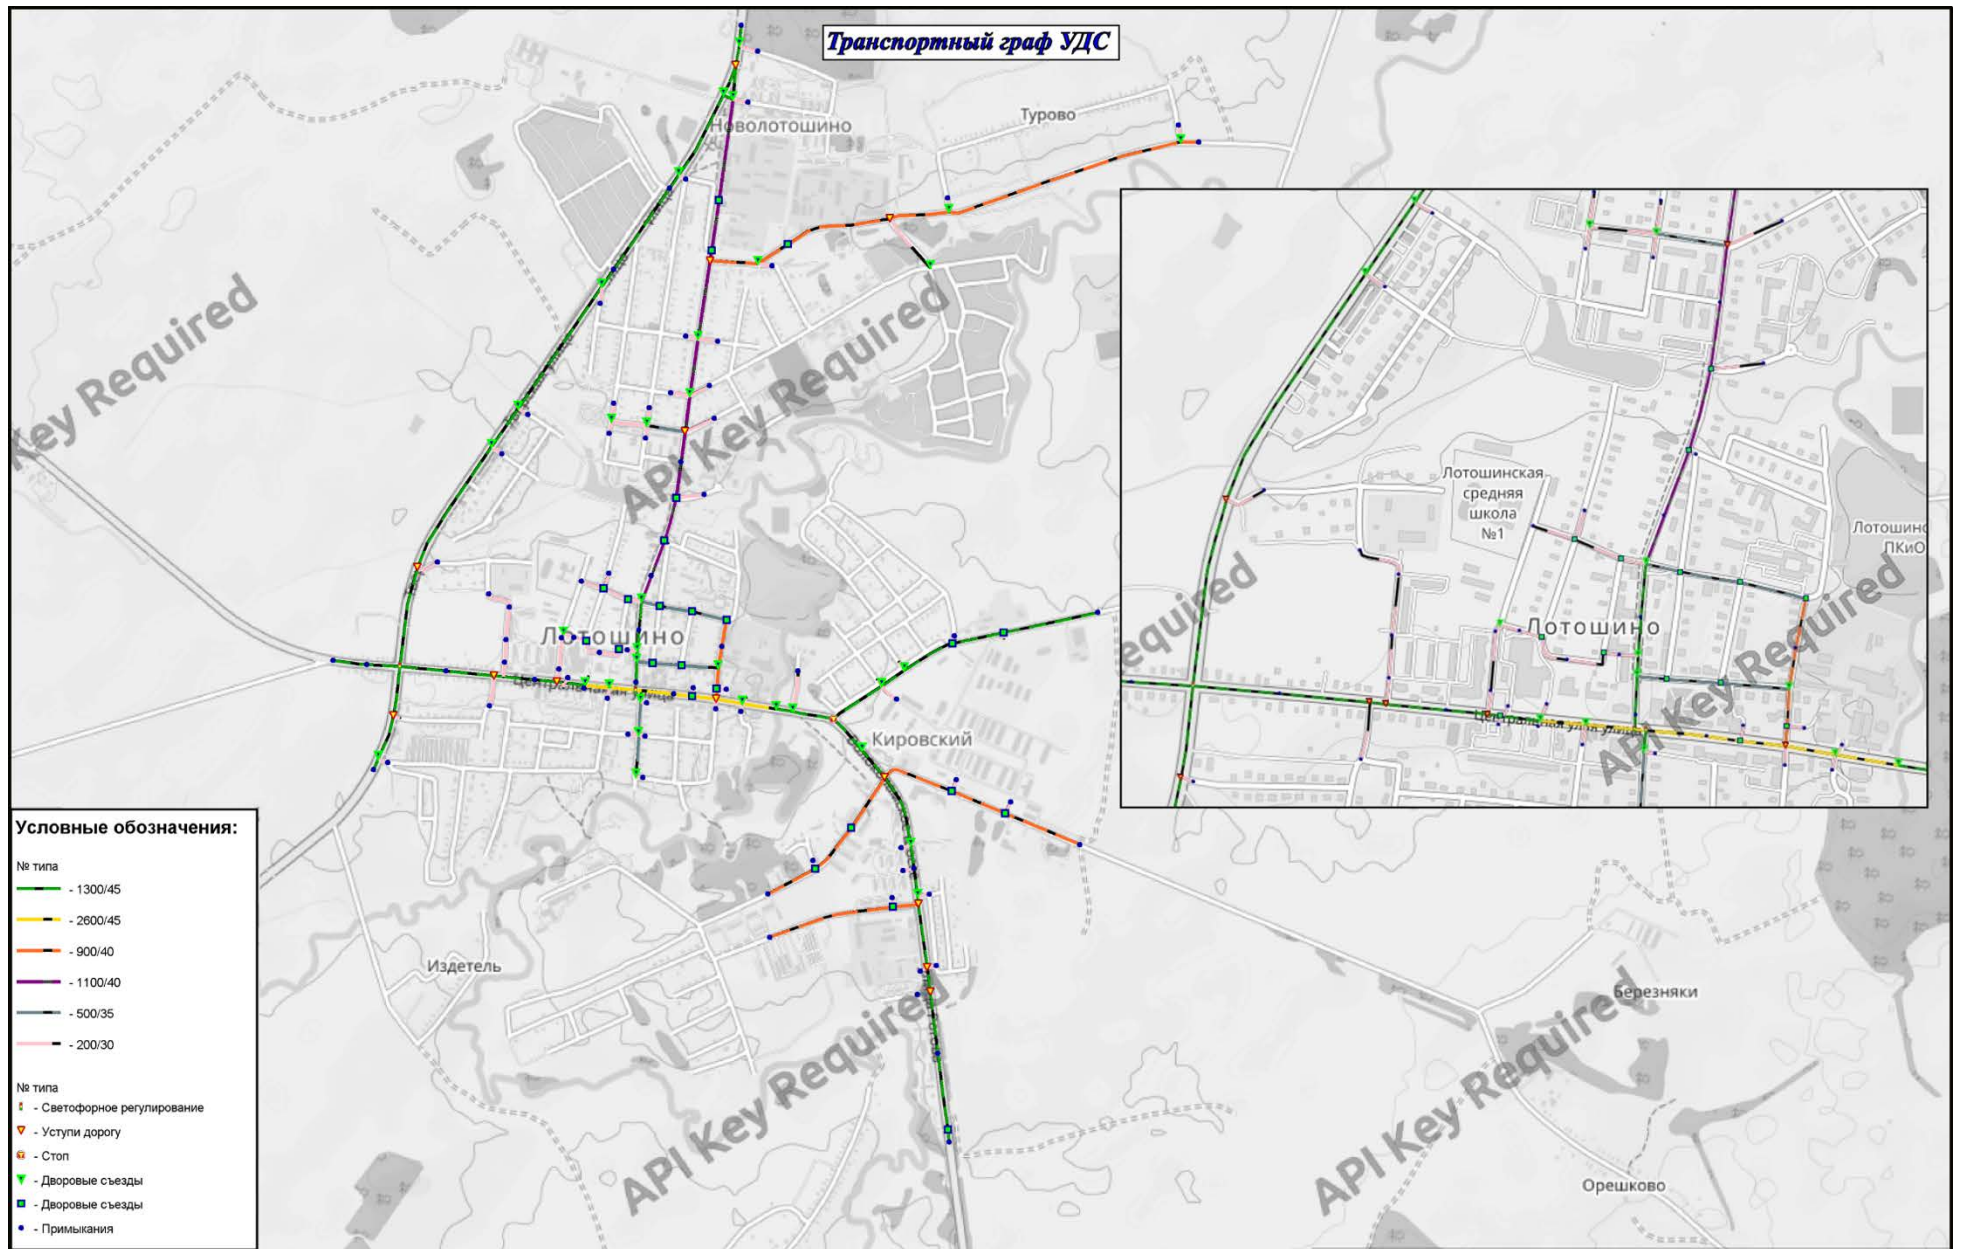 Транспортный граф УДС
Новолотошино
Турово
Key Required
API Key Required
Лотошинская
средняя
школа
№1
Лотошино
ПКиО
equired
API Key Required
Лотошино
Лотошино
Центральная улица
Кировский
Условные обозначения:
№ типа
- 1300/45
- 2600/45
- 900/40
- 1100/40
- 500/35
- 200/30
№ типа
- Светофорное регулирование
- Уступи дорогу
- Стоп
- Дворовые съезды
- Дворовые съезды
- Примыкания
Издетель
Березняки
API Key Required
API Key Required
Орешково